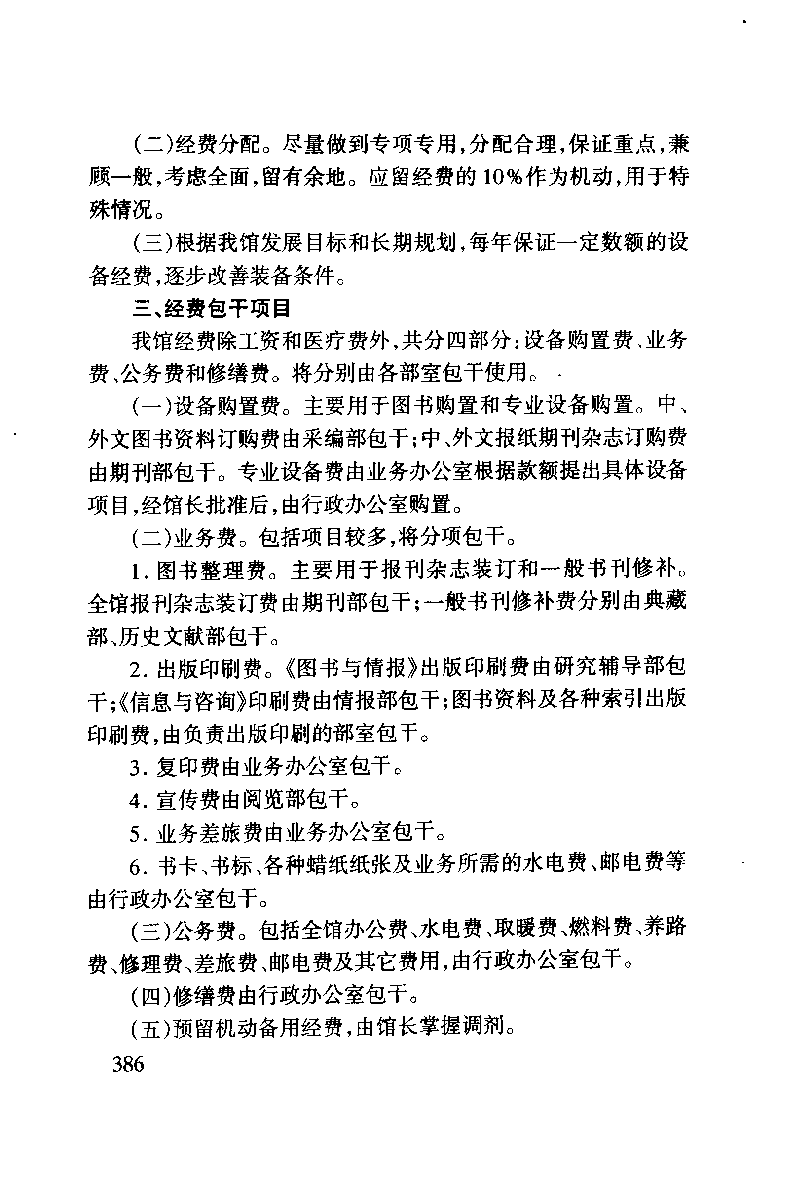 (二)经费分配。尽量做到专项专用,分配合理,保证重点,兼
顾一般,考虑全面,留有余地。应留经费的10%作为机动,用于特
殊情况。
(三)根据我馆发展目标和长期规划,每年保证一定数额的设
备经费,逐步改善装备条件。
三、经费包干项目
我馆经费除工资和医疗费外,共分四部分:设备购置费、业务
费、公务费和修缮费。将分别由各部室包干使用。
(一)设备购置费。主要用于图书购置和专业设备购置。中、
外文图书资料订购费由采编部包干;中、外文报纸期刊杂志订购费
由期刊部包干。专业设备费由业务办公室根据款额提出具体设备
项目,经馆长批准后,由行政办公室购置。
(二)业务费。包括项目较多,将分项包干。
1. 图书整理费。主要用于报刊杂志装订和一般书刊修补。
全馆报刊杂志装订费由期刊部包干;一般书刊修补费分别由典藏
部、历史文献部包干。
2. 出版印刷费。《图书与情报》出版印刷费由研究辅导部包
干;《信息与咨询》印刷费由情报部包干;图书资料及各种索引出版
印刷费,由负责出版印刷的部室包干。
3. 复印费由业务办公室包干。
4. 宣传费由阅览部包干。
5. 业务差旅费由业务办公室包干。
6. 书卡、书标、各种蜡纸纸张及业务所需的水电费、邮电费等
由行政办公室包干。
(三)公务费。包括全馆办公费、水电费、取暖费、燃料费、养路
费、修理费、差旅费、邮电费及其它费用,由行政办公室包干。
(四)修缮费由行政办公室包干。
(五)预留机动备用经费,由馆长掌握调剂。
386